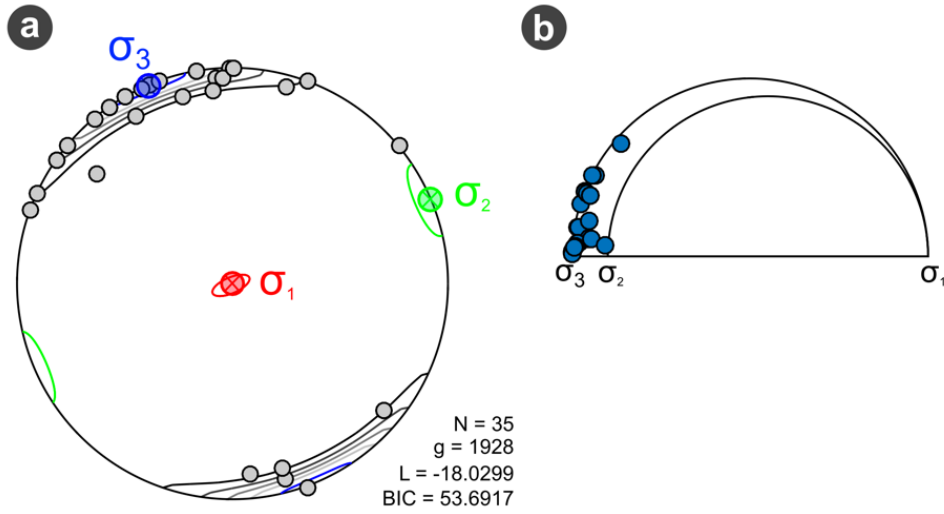 a
b
σ3
σ2
σ1
N = 35
g = 1928
L = -18.0299
BIC = 53.6917
σ3
σ2
σ1